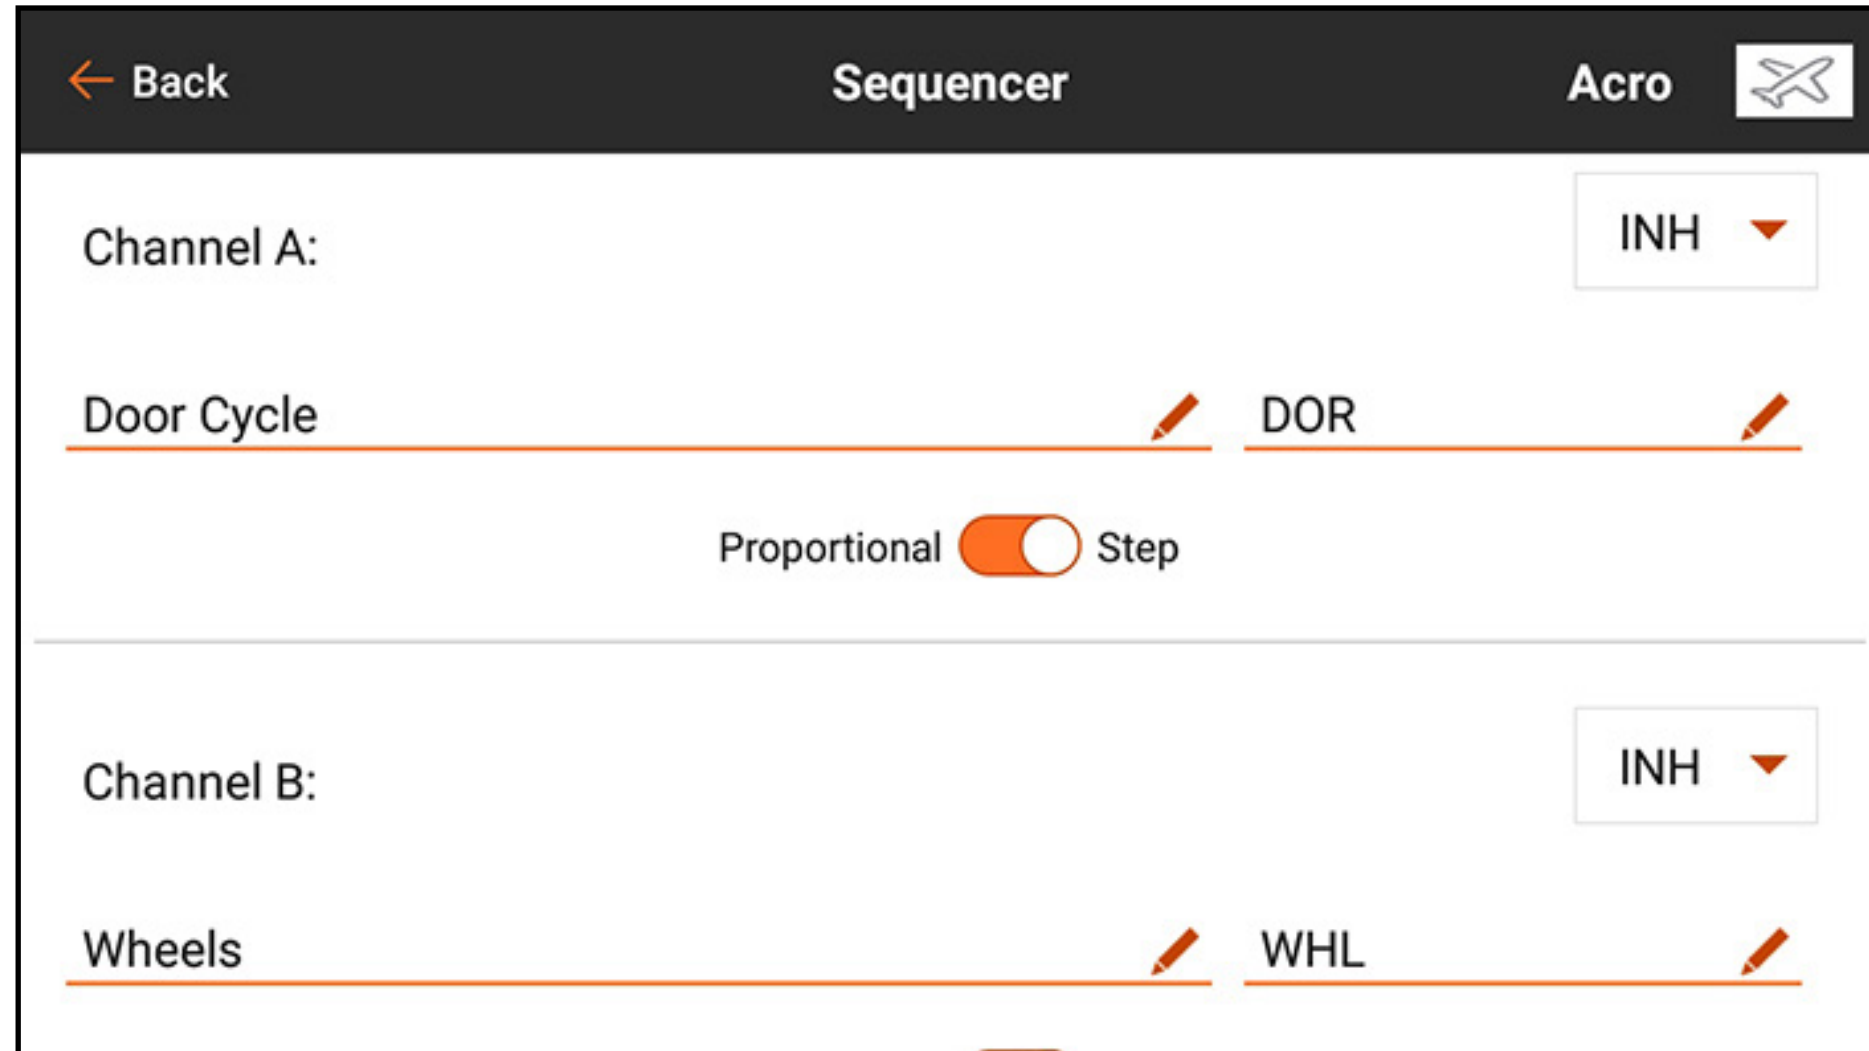 Back Sequencer Acro
Channel A: INH
Door Cycle DOR
Proportional Step
Channel B: INH
Wheels WHL